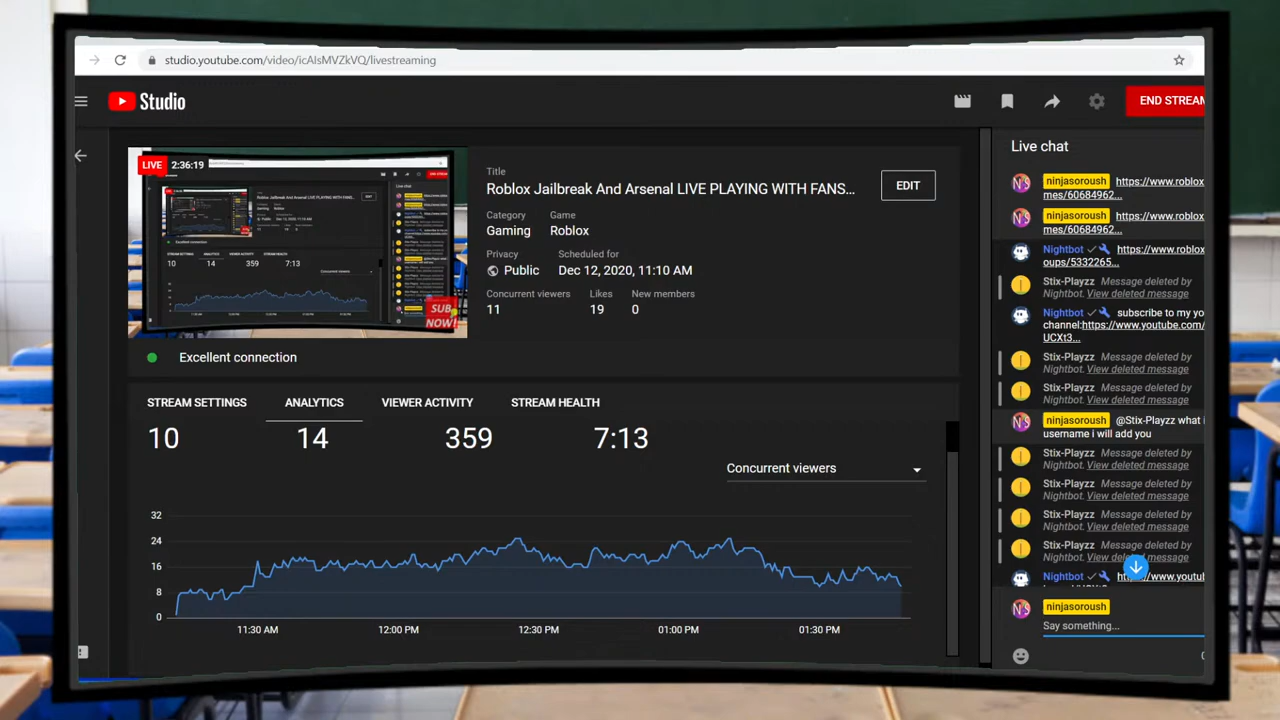 studio.youtube.com/video/icAIsMVZkVQ/livestreaming
Studio
END STREAM
LIVE 2:36:19
SUB
NOW!
Title
Roblox Jailbreak And Arsenal LIVE PLAYING WITH FANS...
EDIT
Category Game
Gaming Roblox
Privacy Scheduled for
Public Dec 12, 2020, 11:10 AM
Concurrent viewers Likes New members
11 19 0
Excellent connection
STREAM SETTINGS ANALYTICS VIEWER ACTIVITY STREAM HEALTH
10 14 359 7:13
Concurrent viewers
32
24
16
8
0
11:30 AM 12:00 PM 12:30 PM 01:00 PM 01:30 PM
Live chat
ninjasoroush https://www.roblox
mes/60684962...
ninjasoroush https://www.roblox
mes/60684962...
Nightbot https://www.roblo
oups/5332265...
Stix-Playzz Message deleted by
Nightbot. View deleted message
Nightbot subscribe to my yo
channel:https://www.youtube.com/
UCXt3...
Stix-Playzz Message deleted by
Nightbot. View deleted message
Stix-Playzz Message deleted by
Nightbot. View deleted message
ninjasoroush @Stix-Playzz what i
username i will add you
Stix-Playzz Message deleted by
Nightbot. View deleted message
Stix-Playzz Message deleted by
Nightbot. View deleted message
Stix-Playzz Message deleted by
Nightbot. View deleted message
Stix-Playzz Message deleted by
Nightbot. View deleted message
Nightbot https://www.youtul
ninjasoroush
Say something...